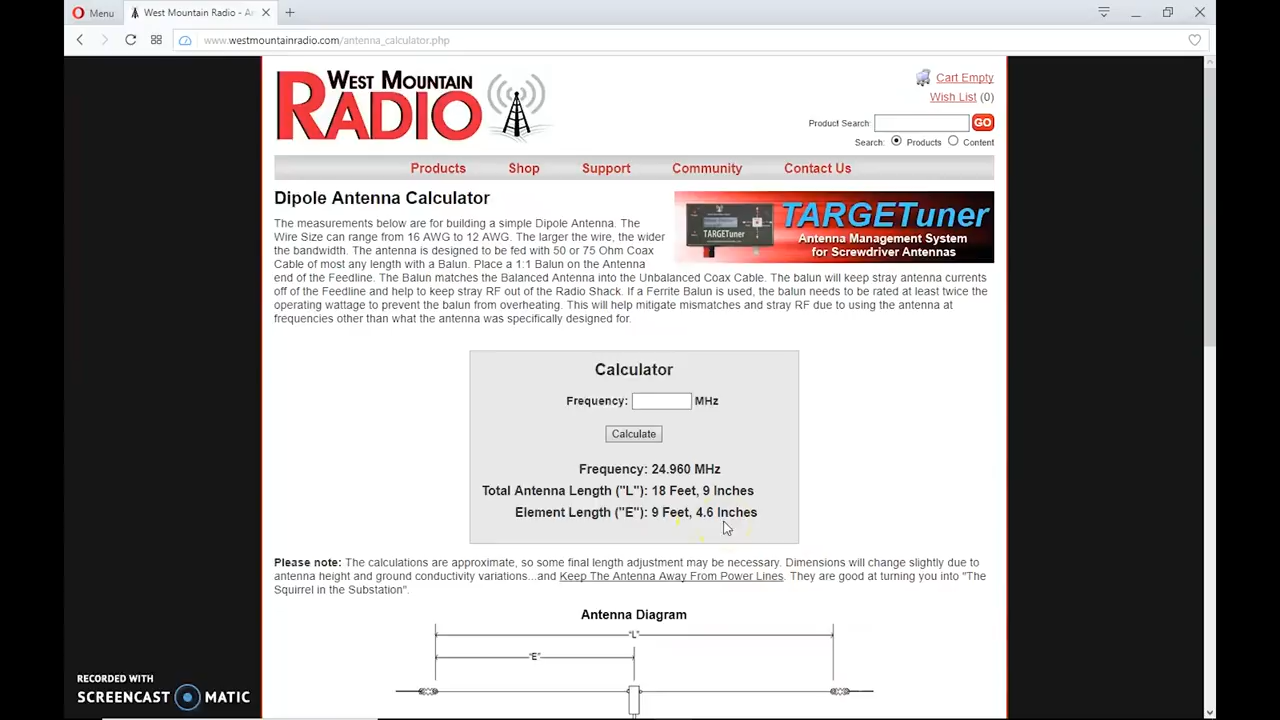 Menu
West Mountain Radio - A
www.westmountainradio.com/antenna_calculator.php
WEST MOUNTAIN
RADIO
Cart Empty
Wish List (0)
Product Search: GO
Search: Products Content
Products Shop Support Community Contact Us
Dipole Antenna Calculator
The measurements below are for building a simple Dipole Antenna. The
Wire Size can range from 16 AWG to 12 AWG. The larger the wire, the wider
the bandwidth. The antenna is designed to be fed with 50 or 75 Ohm Coax
Cable of most any length with a Balun. Place a 1:1 Balun on the Antenna
end of the Feedline. The Balun matches the Balanced Antenna into the Unbalanced Coax Cable. The balun will keep stray antenna currents
off of the Feedline and help to keep stray RF out of the Radio Shack. If a Ferrite Balun is used, the balun needs to be rated at least twice the
operating wattage to prevent the balun from overheating. This will help mitigate mismatches and stray RF due to using the antenna at
frequencies other than what the antenna was specifically designed for.
TARGETuner
TARGETuner
Antenna Management System
for Screwdriver Antennas
Calculator
Frequency: MHz
Calculate
Frequency: 24.960 MHz
Total Antenna Length ("L"): 18 Feet, 9 Inches
Element Length ("E"): 9 Feet, 4.6 Inches
Please note: The calculations are approximate, so some final length adjustment may be necessary. Dimensions will change slightly due to
antenna height and ground conductivity variations...and Keep The Antenna Away From Power Lines. They are good at turning you into "The
Squirrel in the Substation".
Antenna Diagram
"L"
"E"
RECORDED WITH
SCREENCAST MATIC